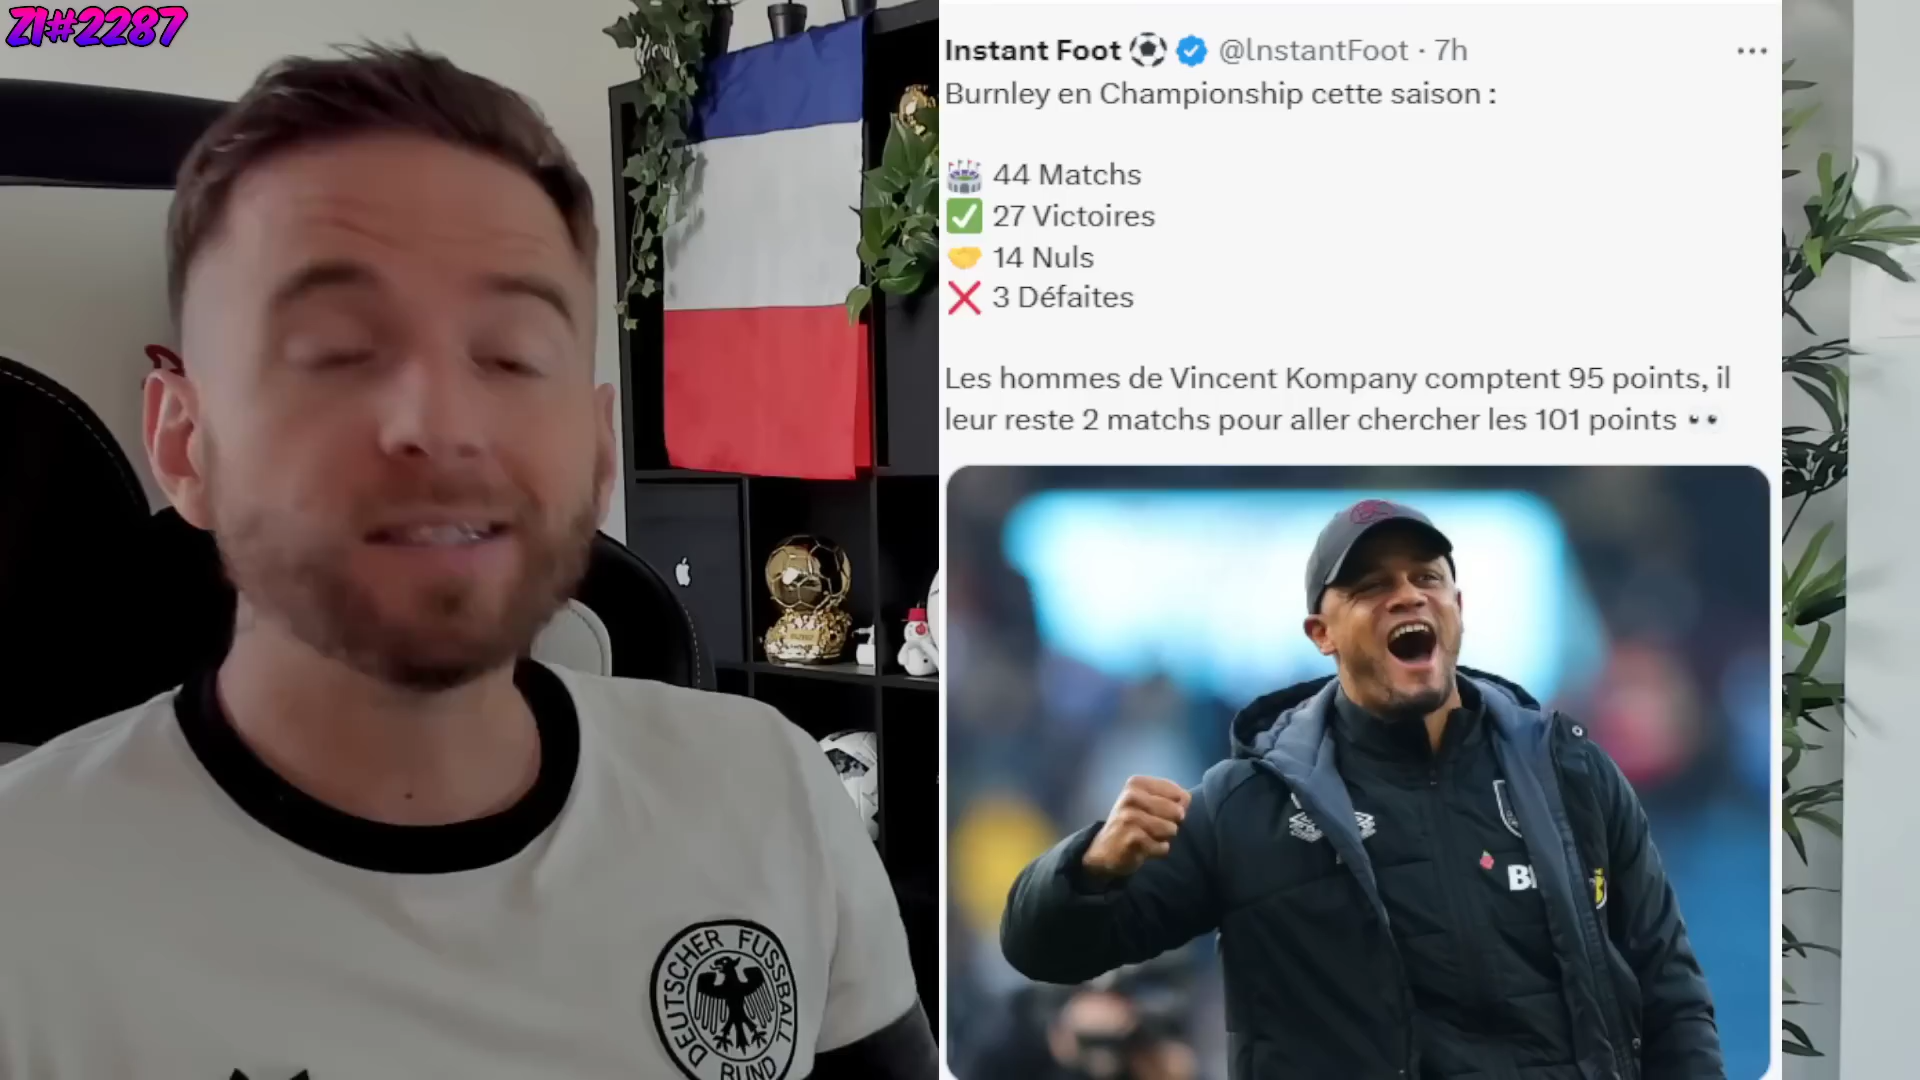 ZI#2287
Instant Foot @lnstantFoot · 7h
Burnley en Championship cette saison :
44 Matchs
27 Victoires
14 Nuls
3 Défaites
Les hommes de Vincent Kompany comptent 95 points, il
leur reste 2 matchs pour aller chercher les 101 points
DEUTSCHER FUSSBALL
BUND